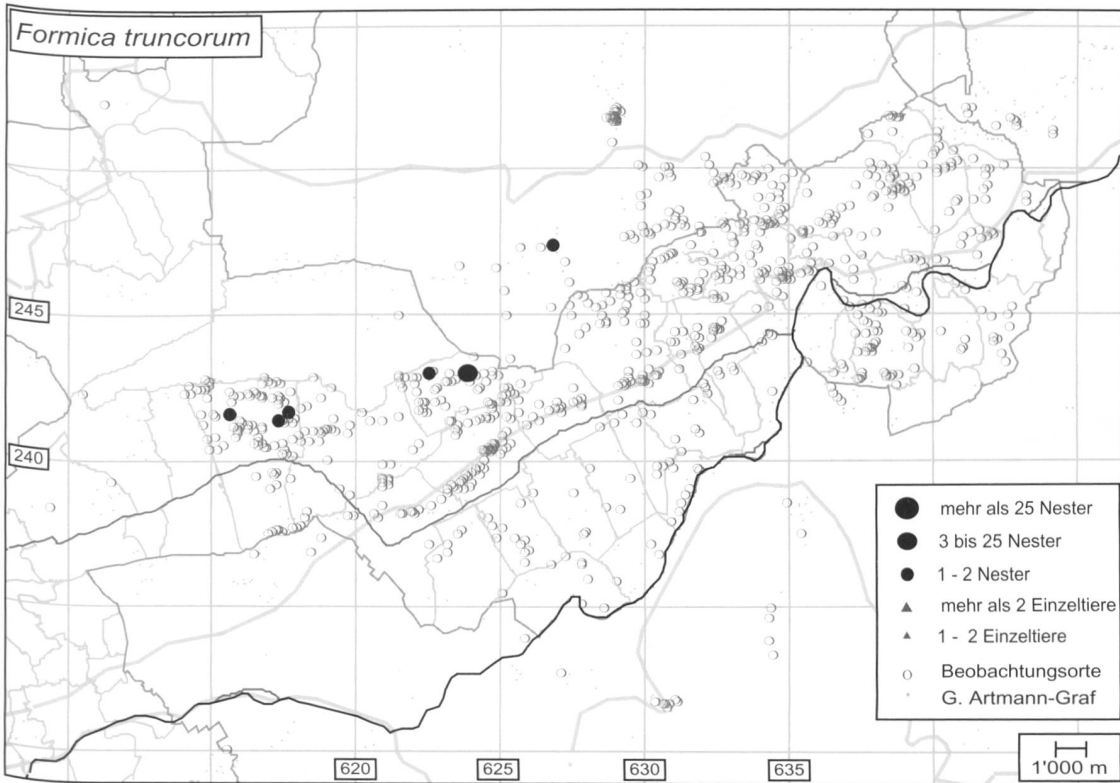 Formica truncorum
245
240
mehr als 25 Nester
3 bis 25 Nester
1 - 2 Nester
mehr als 2 Einzeltiere
1 - 2 Einzeltiere
Beobachtungsorte
G. Artmann-Graf
620
625
630
635
1'000 m